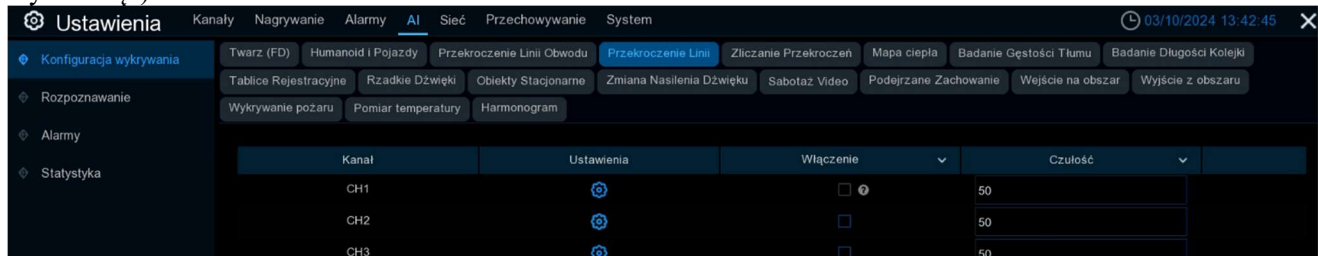 Ustawienia Kanały Nagrywanie Alarmy AI Sieć Przechowywanie System 03/10/2024 13:42:45
Konfiguracja wykrywania
Rozpoznawanie
Alarmy
Statystyka
Twarz (FD) Humanoid i Pojazdy Przekroczenie Linii Obwodu Przekroczenie Linii Zliczanie Przekroczeń Mapa ciepła Badanie Gęstości Tłumu Badanie Długości Kolejki
Tablice Rejestracyjne Rzadkie Dźwięki Obiekty Stacjonarne Zmiana Nasilenia Dźwięku Sabotaż Video Podejrzane Zachowanie Wejście na obszar Wyjście z obszaru
Wykrywanie pożaru Pomiar temperatury Harmonogram
Kanał Ustawienia Włączenie Czułość
CH1 50
CH2 50
CH3 50